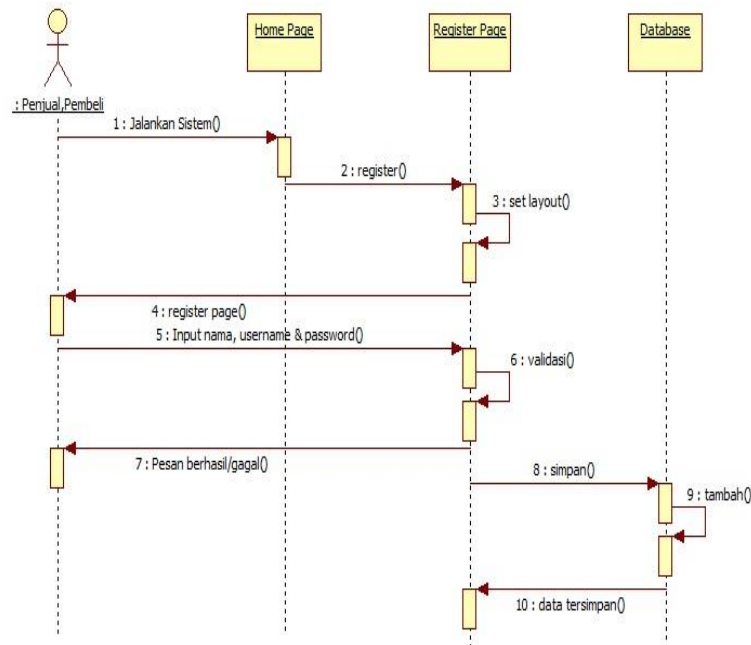 Home Page
Register Page
Database
: Penjual,Pembeli
1 : Jalankan Sistem()
2 : register()
3 : set layout()
4 : register page()
5 : Input nama, username & password()
6 : validasi()
7 : Pesan berhasil/gagal()
8 : simpan()
9 : tambah()
10 : data tersimpan()